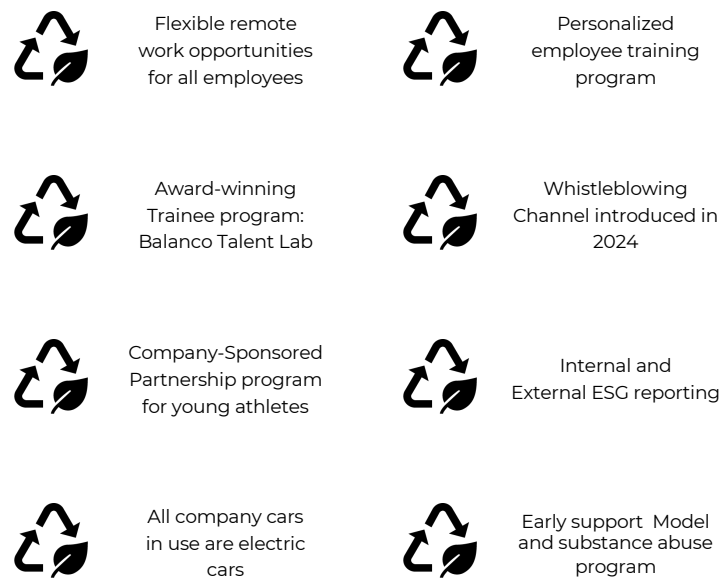 Flexible remote
work opportunities
for all employees
Personalized
employee training
program
Award-winning
Trainee program:
Balanco Talent Lab
Whistleblowing
Channel introduced in
2024
Company-Sponsored
Partnership program
for young athletes
Internal and
External ESG reporting
All company cars
in use are electric
cars
Early support  Model
and substance abuse
program